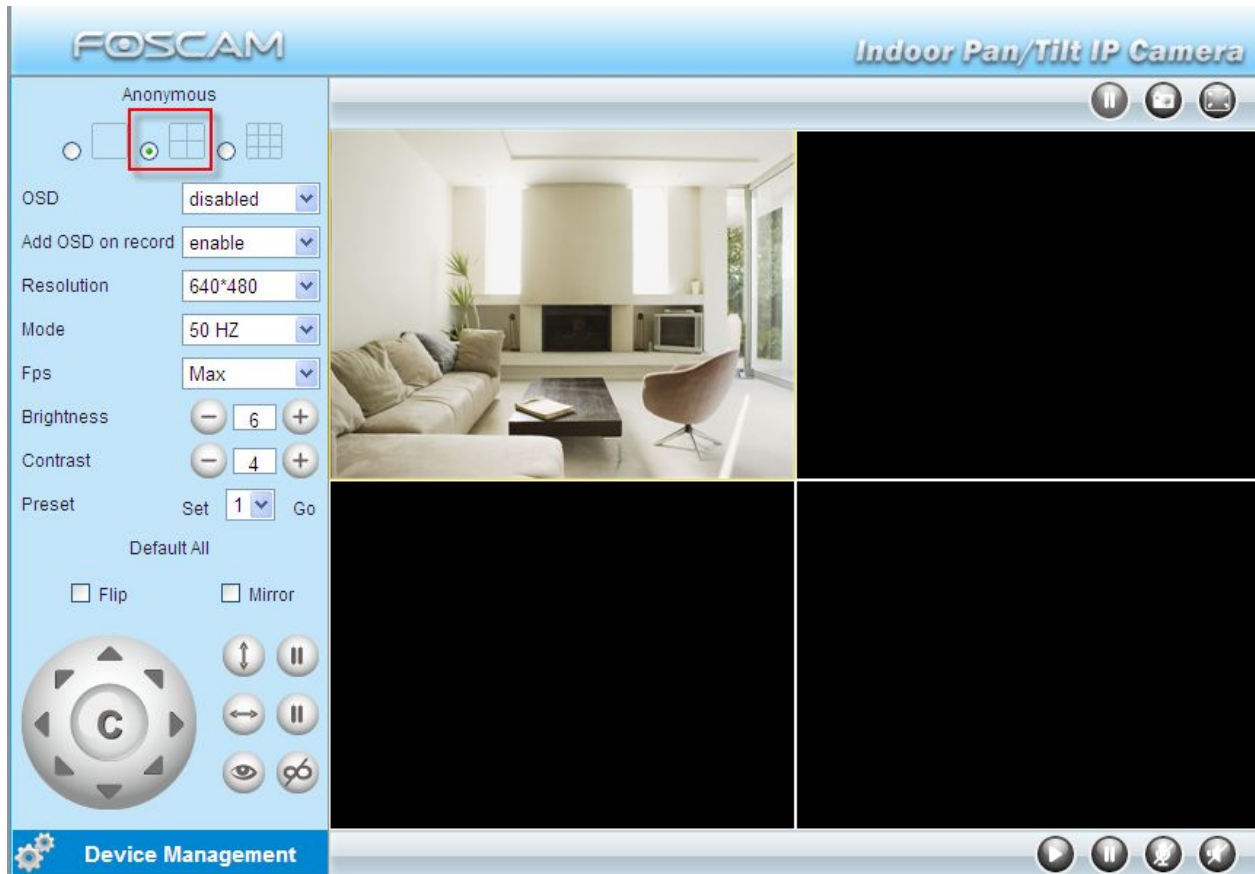 FOSCAM
Indoor Pan/Tilt IP Camera
Anonymous
OSD disabled
Add OSD on record enable
Resolution 640*480
Mode 50 HZ
Fps Max
Brightness 6
Contrast 4
Preset Set 1 Go
Default All
Flip Mirror
C
Device Management